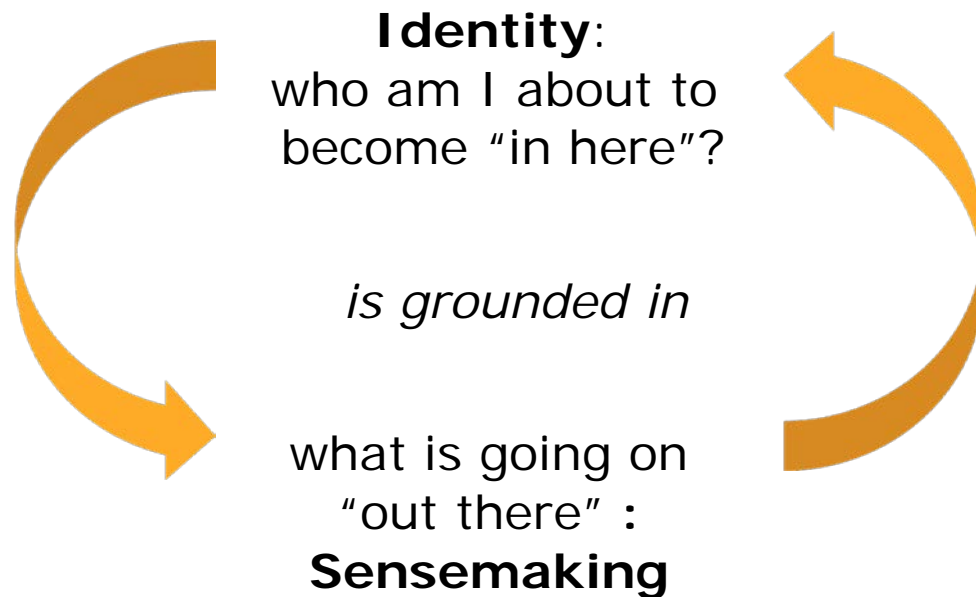 Identity:
who am I about to
become “in here”?
is grounded in
what is going on
“out there” :
Sensemaking